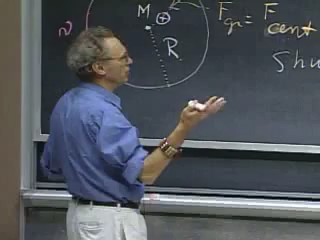 M ⊕ F_gr = F_cent
R Shu